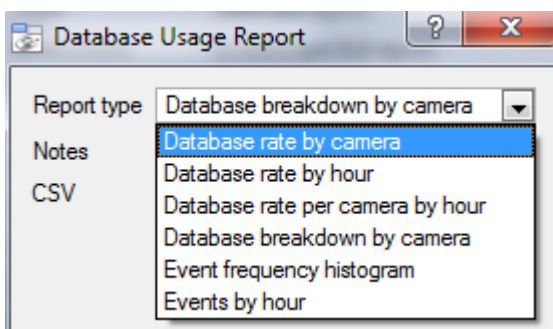 Database Usage Report
Report type Database breakdown by camera
Notes
CSV
Database rate by camera
Database rate by hour
Database rate per camera by hour
Database breakdown by camera
Event frequency histogram
Events by hour